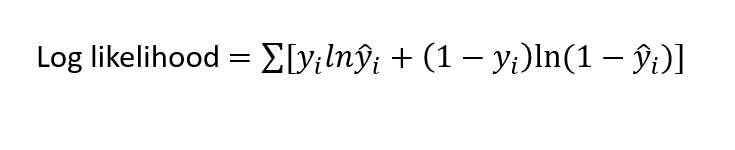 Log likelihood = ∑[yᵢlnŷᵢ + (1 − yᵢ)ln(1 − ŷᵢ)]